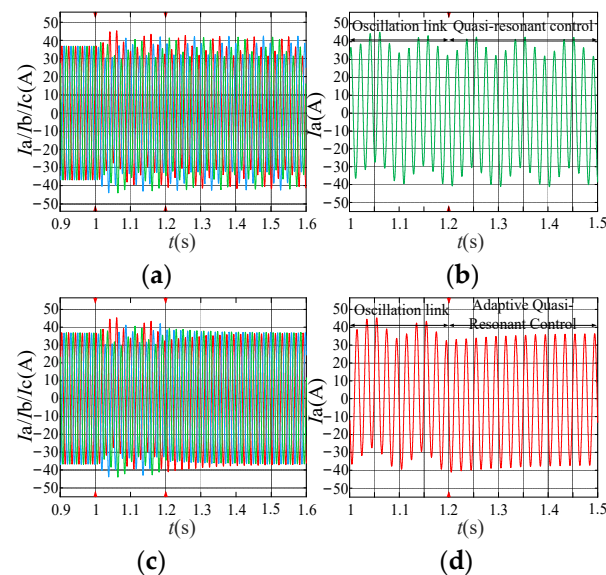 50
40
30
20
10
0
−10
−20
−30
−40
−50
Ia/Ib/Ic(A)
0.9 1 1.1 1.2 1.3 1.4 1.5 1.6
t(s)
(a)
Oscillation link Quasi-resonant control
50
40
30
20
10
0
−10
−20
−30
−40
−50
Ia(A)
1 1.1 1.2 1.3 1.4 1.5
t(s)
(b)
50
40
30
20
10
0
−10
−20
−30
−40
−50
Ia/Ib/Ic(A)
0.9 1 1.1 1.2 1.3 1.4 1.5 1.6
t(s)
(c)
Oscillation link
Adaptive Quasi-
Resonant Control
50
40
30
20
10
0
−10
−20
−30
−40
−50
Ia(A)
1 1.1 1.2 1.3 1.4 1.5
t(s)
(d)